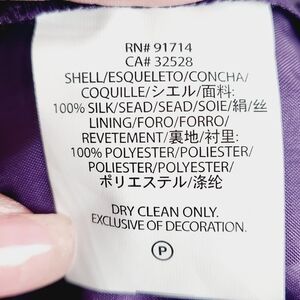 RN# 91714
CA# 32528
SHELL/ESQUELETO/CONCHA/
COQUILLE/シエル/面料:
100% SILK/SEAD/SEAD/SOIE/絹/丝
LINING/FORO/FORRO/
REVETEMENT/裏地/衬里:
100% POLYESTER/POLIESTER/
POLIESTER/POLYESTER/
ポリエステル/涤纶
DRY CLEAN ONLY.
EXCLUSIVE OF DECORATION.
P